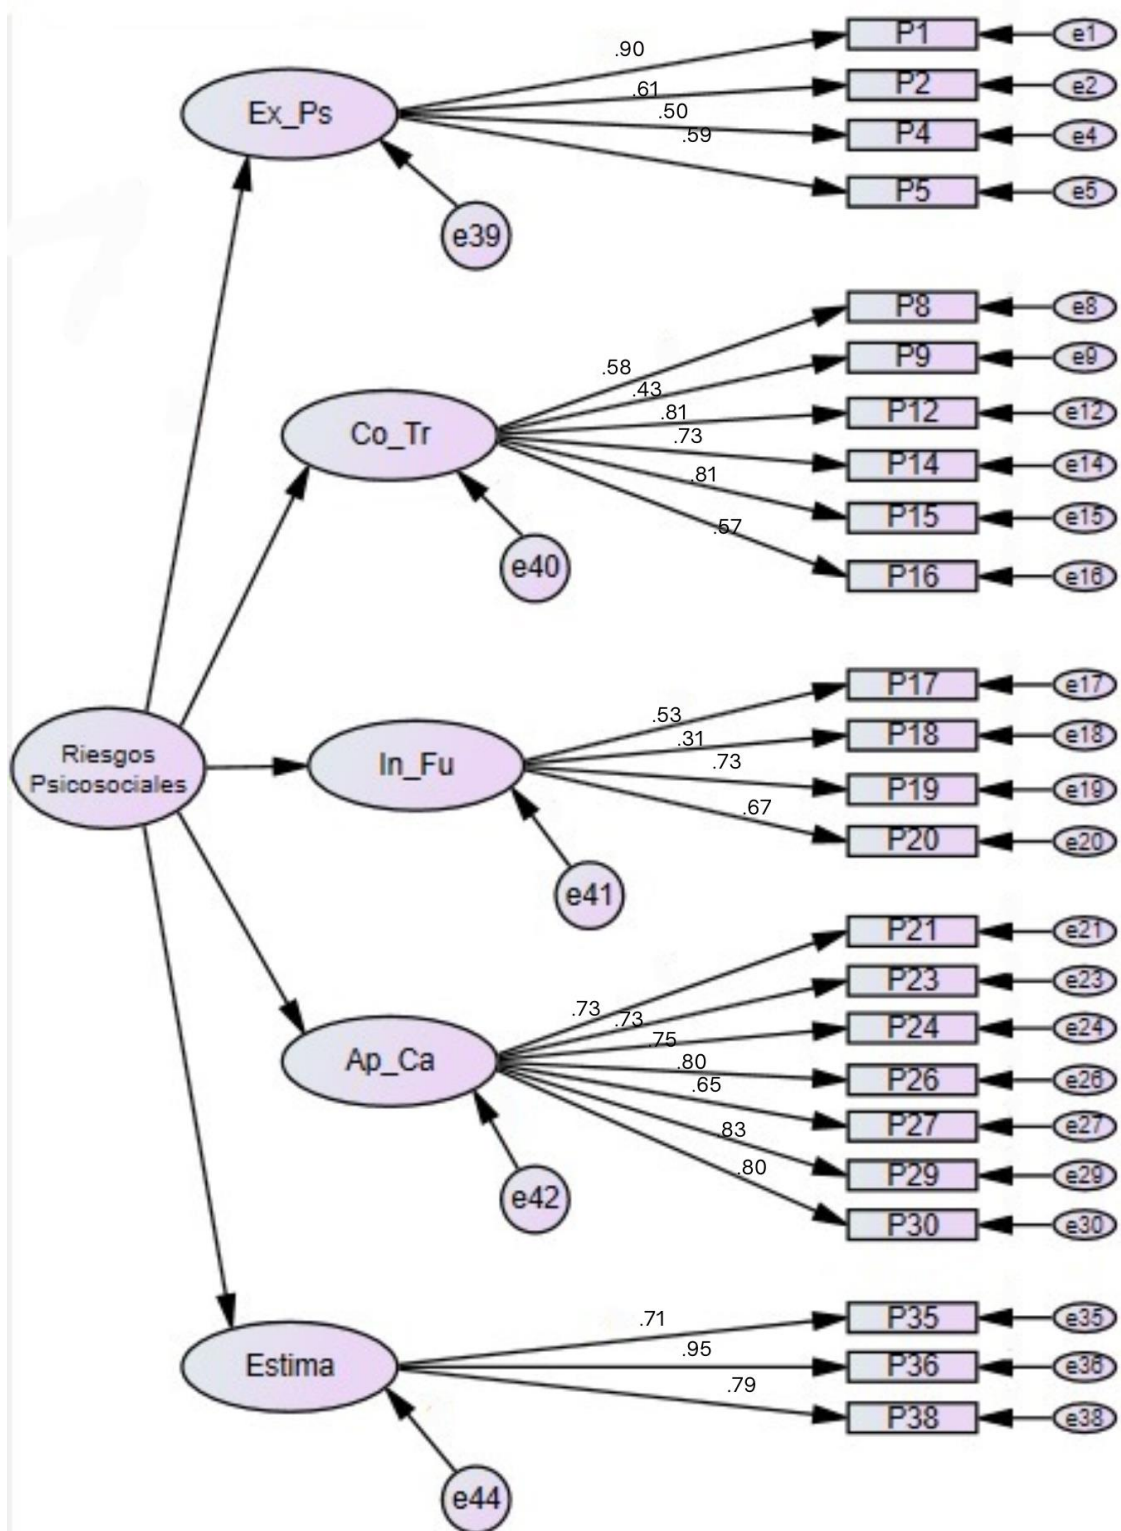 P1
e1
.90
P2
e2
.61
Ex_Ps
.50
P4
e4
.59
P5
e5
e39
P8
e8
P9
e9
.58
.43
P12
e12
.81
Co_Tr
.73
P14
e14
.81
P15
e15
.57
P16
e16
e40
P17
e17
.53
P18
e18
.31
Riesgos
Psicosociales
In_Fu
.73
P19
e19
.67
P20
e20
e41
P21
e21
P23
e23
.73
.73
P24
e24
.75
Ap_Ca
.80
P26
e26
.65
P27
e27
.83
P29
e29
.80
P30
e30
e42
P35
e35
.71
.95
Estima
P36
e36
.79
P38
e38
e44